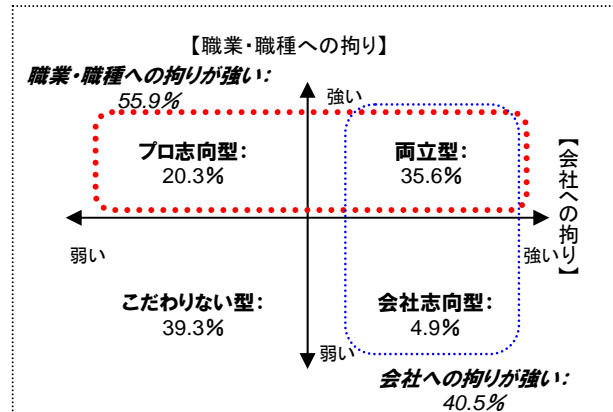 【職業・職種への拘り】
職業・職種への拘りが強い:
55.9%
強い
プロ志向型:
20.3%
両立型:
35.6%
【会社への拘り】
弱い
強い
こだわりない型:
39.3%
会社志向型:
4.9%
弱い
会社への拘りが強い:
40.5%